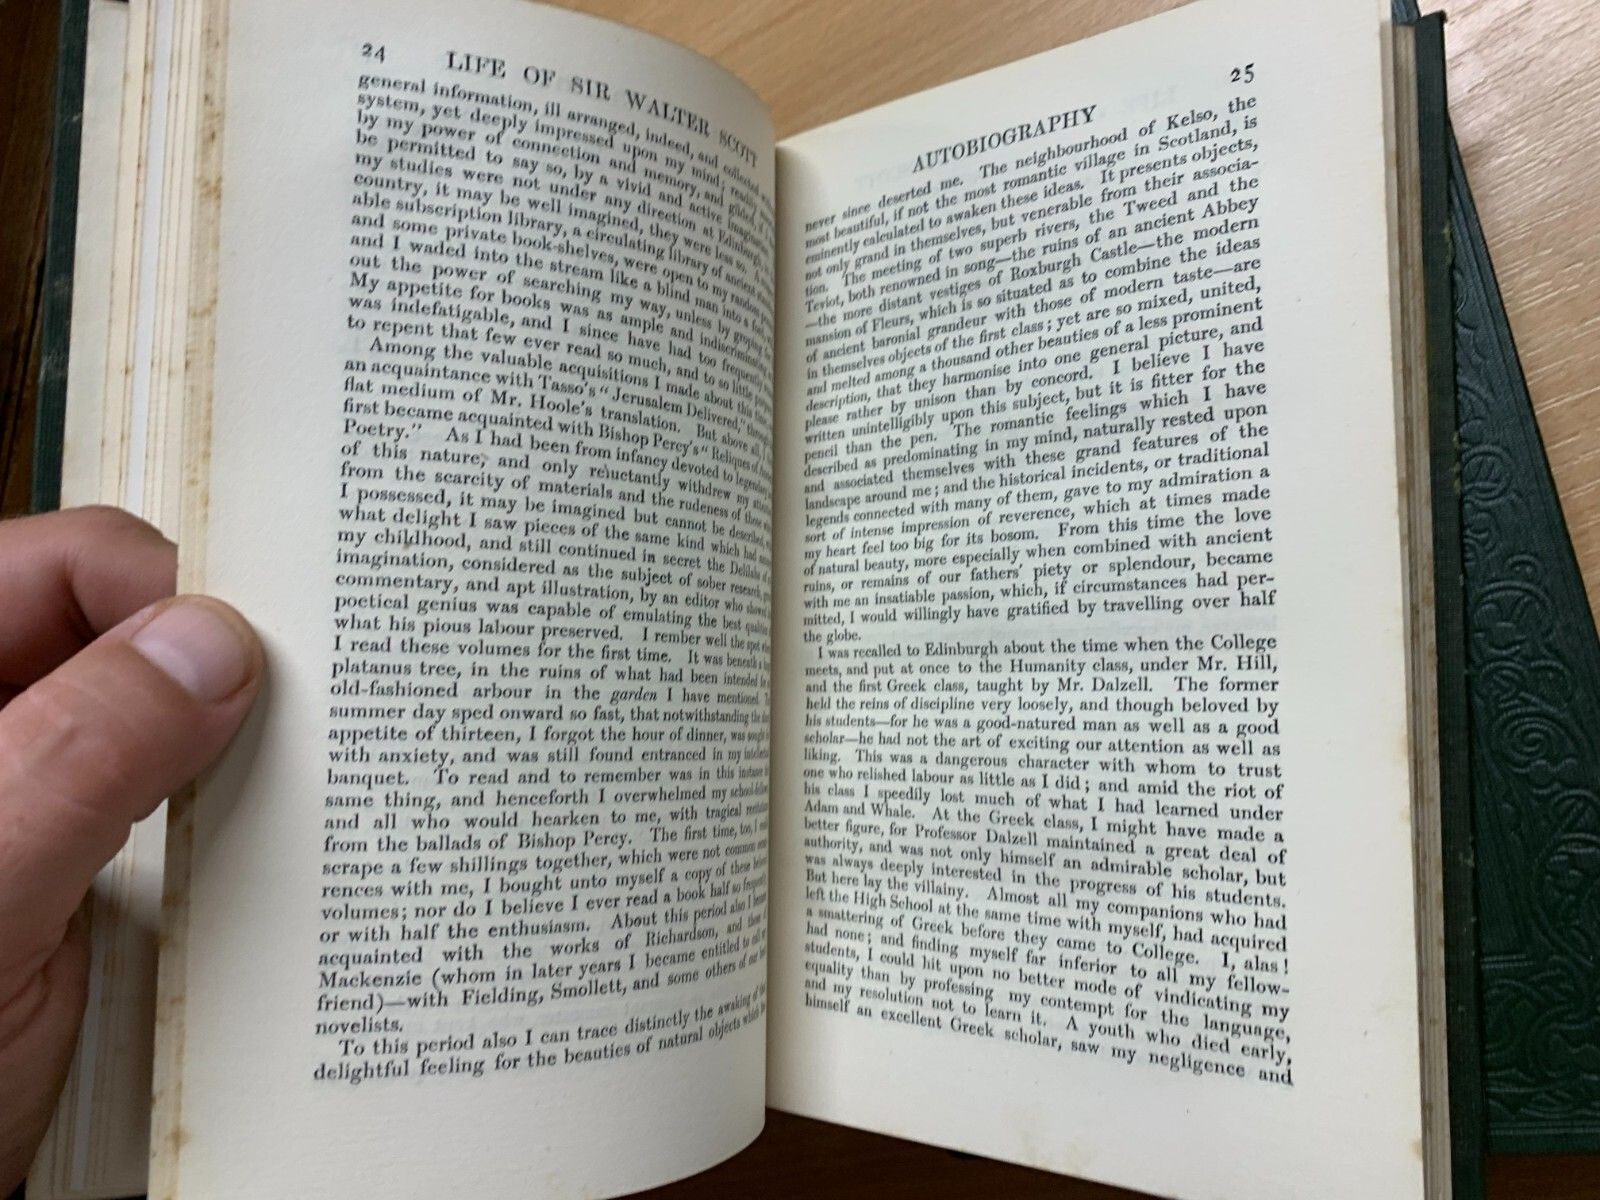 24 LIFE OF SIR WALTER SCOTT
general information, ill arranged, indeed, and collected
system, yet deeply impressed upon my mind; readily
by my power of connection and memory, and gilded, if I
be permitted to say so, by a vivid and active imagination
my studies were not under any direction at Edinburgh,
country, it may be well imagined, they were less so.
able subscription library, a circulating library of ancient
and some private book-shelves, were open to my random
and I waded into the stream like a blind man into a
out the power of searching my way, unless by groping for
My appetite for books was as ample and indiscriminating
was indefatigable, and I since have had too frequently
to repent that few ever read so much, and to so little
Among the valuable acquisitions I made about this
an acquaintance with Tasso's "Jerusalem Delivered," through
flat medium of Mr. Hoole's translation. But above all, I
first became acquainted with Bishop Percy's "Reliques of
Poetry." As I had been from infancy devoted to legendary
of this nature, and only reluctantly withdrew my
from the scarcity of materials and the rudeness of those
I possessed, it may be imagined but cannot be described,
what delight I saw pieces of the same kind which had
my childhood, and still continued in secret the Delilahs of
imagination, considered as the subject of sober research,
commentary, and apt illustration, by an editor who showed
poetical genius was capable of emulating the best qualities
what his pious labour preserved. I rember well the spot
I read these volumes for the first time. It was beneath a
platanus tree, in the ruins of what had been intended for
old-fashioned arbour in the garden I have mentioned. The
summer day sped onward so fast, that notwithstanding the
appetite of thirteen, I forgot the hour of dinner, was sought
with anxiety, and was still found entranced in my intellectual
banquet. To read and to remember was in this instance
same thing, and henceforth I overwhelmed my school-fellows
and all who would hearken to me, with tragical
from the ballads of Bishop Percy. The first time, too, I
scrape a few shillings together, which were not common
rences with me, I bought unto myself a copy of these beloved
volumes; nor do I believe I ever read a book half so frequently
or with half the enthusiasm. About this period also I became
acquainted with the works of Richardson, and those of
Mackenzie (whom in later years I became entitled to call
friend)—with Fielding, Smollett, and some others of our
novelists.
To this period also I can trace distinctly the awaking of
delightful feeling for the beauties of natural objects which
AUTOBIOGRAPHY 25
never since deserted me. The neighbourhood of Kelso, the
most beautiful, if not the most romantic village in Scotland, is
eminently calculated to awaken these ideas. It presents objects,
not only grand in themselves, but venerable from their associa-
tion. The meeting of two superb rivers, the Tweed and the
Teviot, both renowned in song—the ruins of an ancient Abbey
—the more distant vestiges of Roxburgh Castle—the modern
mansion of Fleurs, which is so situated as to combine the ideas
of ancient baronial grandeur with those of modern taste—are
in themselves objects of the first class; yet are so mixed, united,
and melted among a thousand other beauties of a less prominent
description, that they harmonise into one general picture, and
please rather by unison than by concord. I believe I have
written unintelligibly upon this subject, but it is fitter for the
pencil than the pen. The romantic feelings which I have
described as predominating in my mind, naturally rested upon
and associated themselves with these grand features of the
landscape around me; and the historical incidents, or traditional
legends connected with many of them, gave to my admiration a
sort of intense impression of reverence, which at times made
my heart feel too big for its bosom. From this time the love
of natural beauty, more especially when combined with ancient
ruins, or remains of our fathers' piety or splendour, became
with me an insatiable passion, which, if circumstances had per-
mitted, I would willingly have gratified by travelling over half
the globe.
I was recalled to Edinburgh about the time when the College
meets, and put at once to the Humanity class, under Mr. Hill,
and the first Greek class, taught by Mr. Dalzell. The former
held the reins of discipline very loosely, and though beloved by
his students—for he was a good-natured man as well as a good
scholar—he had not the art of exciting our attention as well as
liking. This was a dangerous character with whom to trust
one who relished labour as little as I did; and amid the riot of
his class I speedily lost much of what I had learned under
Adam and Whale. At the Greek class, I might have made a
better figure, for Professor Dalzell maintained a great deal of
authority, and was not only himself an admirable scholar, but
was always deeply interested in the progress of his students.
But here lay the villainy. Almost all my companions who had
left the High School at the same time with myself, had acquired
a smattering of Greek before they came to College. I, alas!
had none; and finding myself far inferior to all my fellow-
students, I could hit upon no better mode of vindicating my
equality than by professing my contempt for the language,
and my resolution not to learn it. A youth who died early,
himself an excellent Greek scholar, saw my negligence and